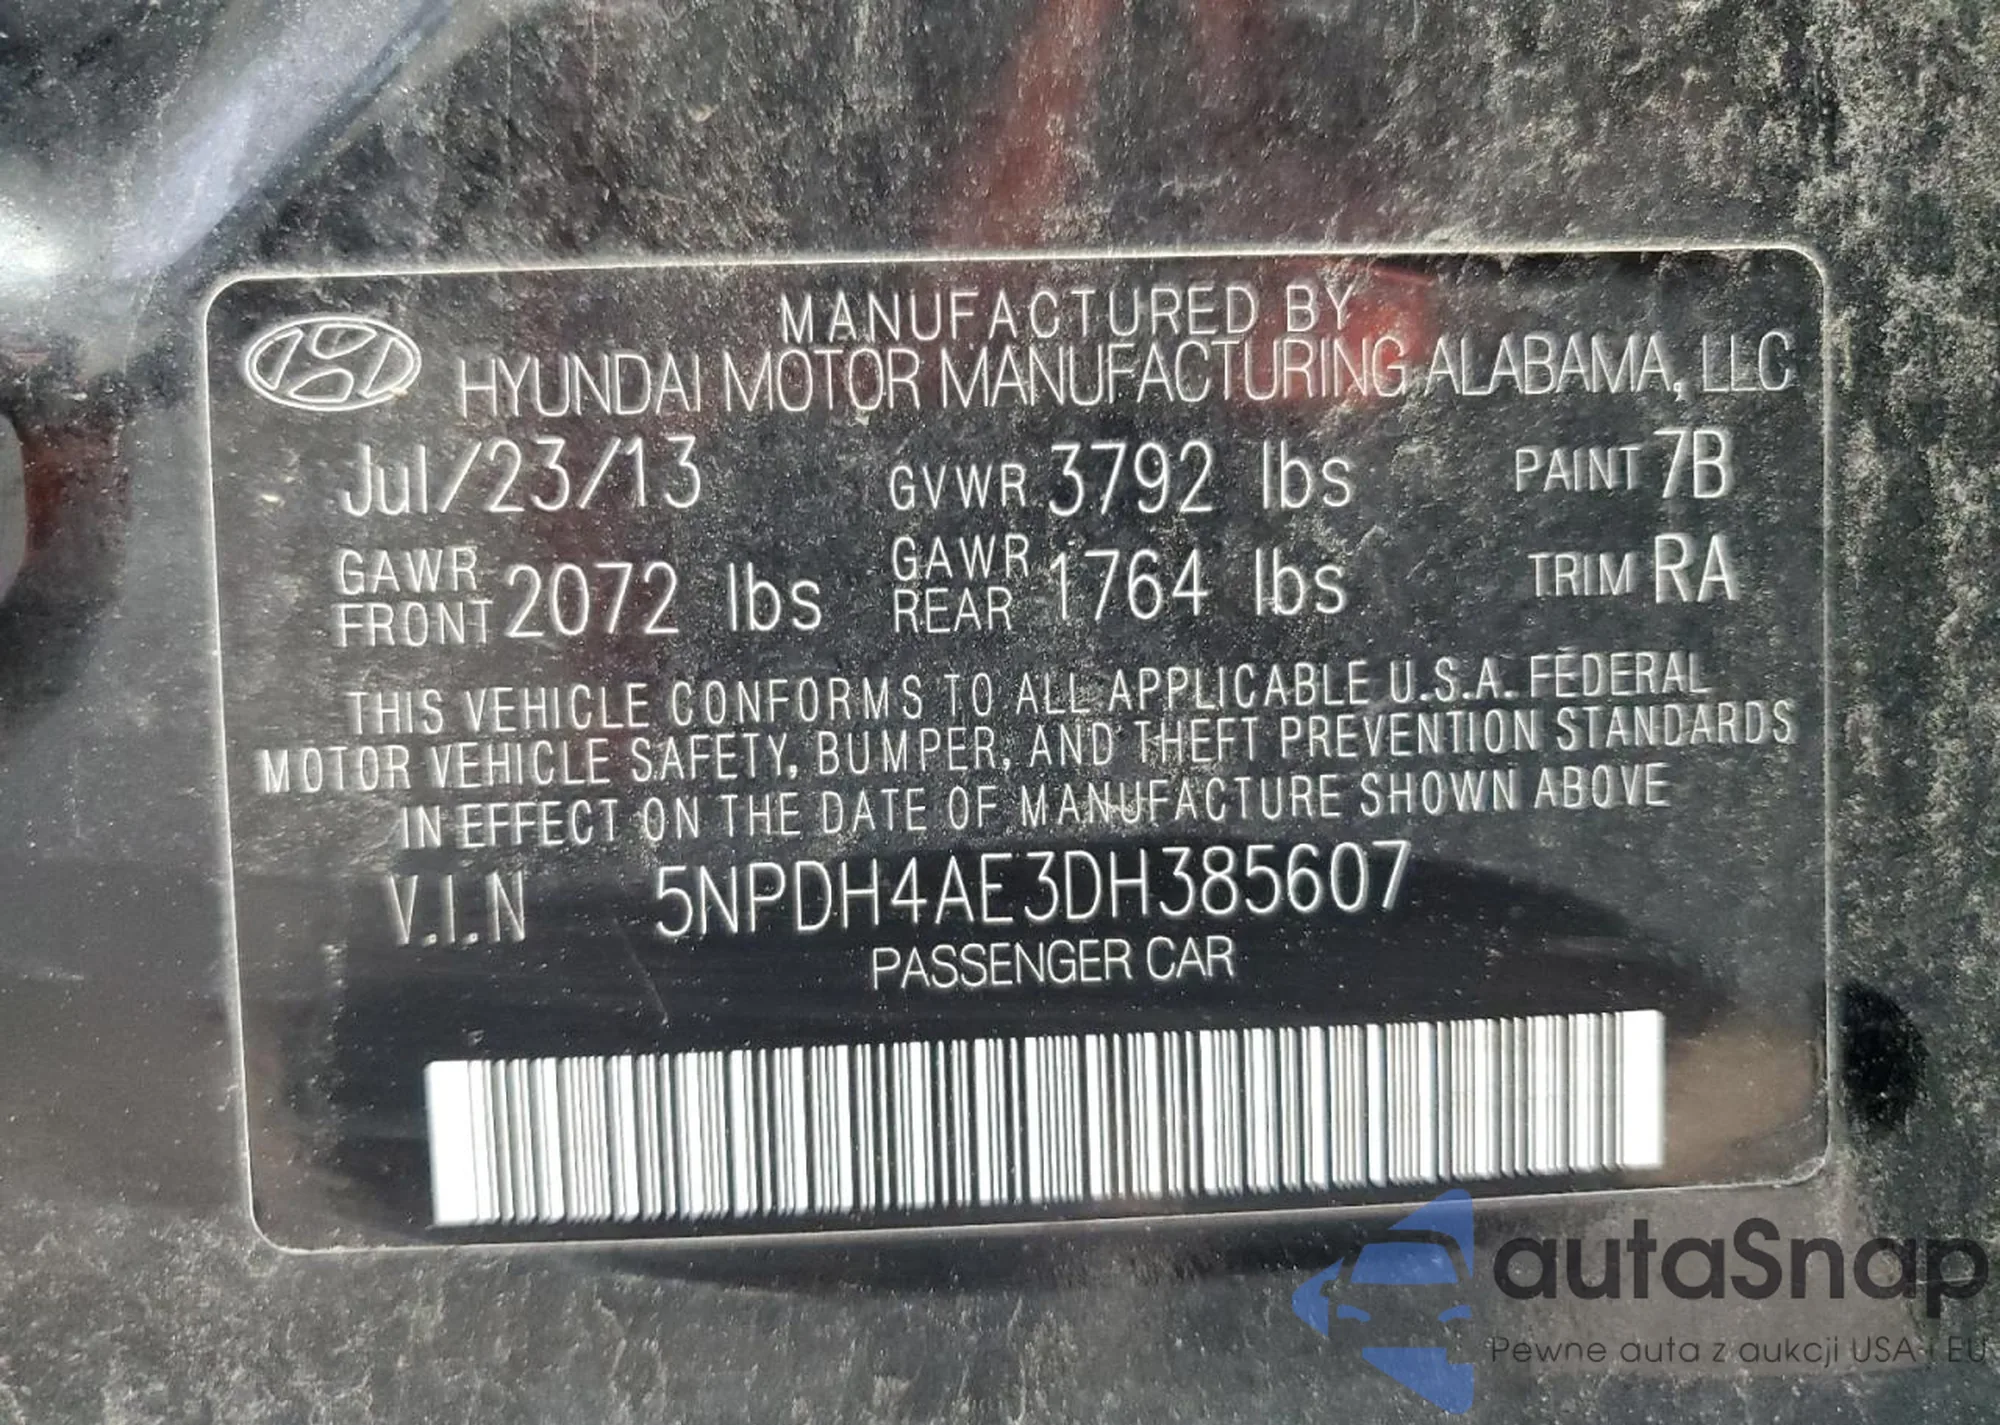 MANUFACTURED BY
HYUNDAI MOTOR MANUFACTURING ALABAMA, LLC
Jul/23/13 GVWR 3792 lbs PAINT 7B
GAWR FRONT 2072 lbs GAWR REAR 1764 lbs TRIM RA
THIS VEHICLE CONFORMS TO ALL APPLICABLE U.S.A. FEDERAL
MOTOR VEHICLE SAFETY, BUMPER, AND THEFT PREVENTION STANDARDS
IN EFFECT ON THE DATE OF MANUFACTURE SHOWN ABOVE
V.I.N 5NPDH4AE3DH385607
PASSENGER CAR
autaSnap
Pewne auta z aukcji USA i EU